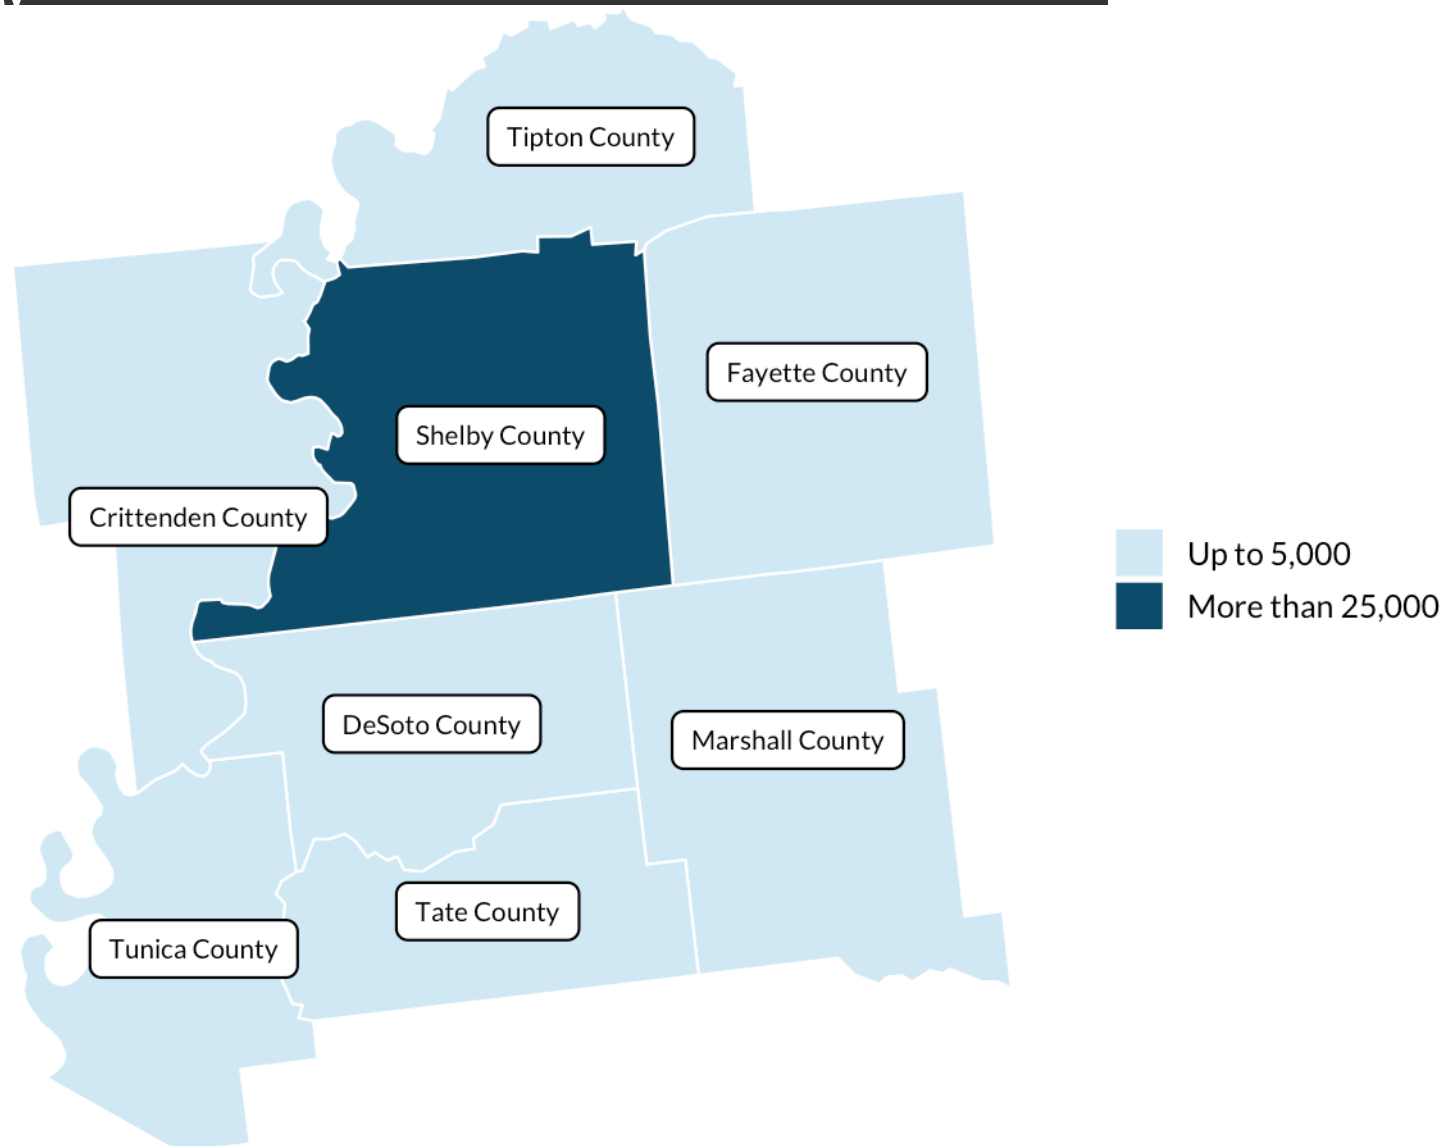 Tipton County
Fayette County
Shelby County
Crittenden County
Up to 5,000
More than 25,000
DeSoto County
Marshall County
Tate County
Tunica County